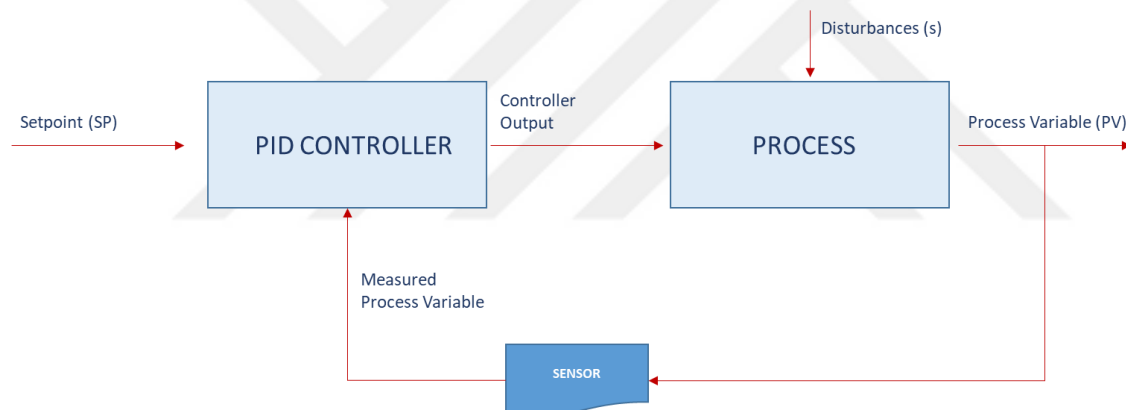 Disturbances (s)
Setpoint (SP)
PID CONTROLLER
Controller
Output
PROCESS
Process Variable (PV)
Measured
Process Variable
SENSOR